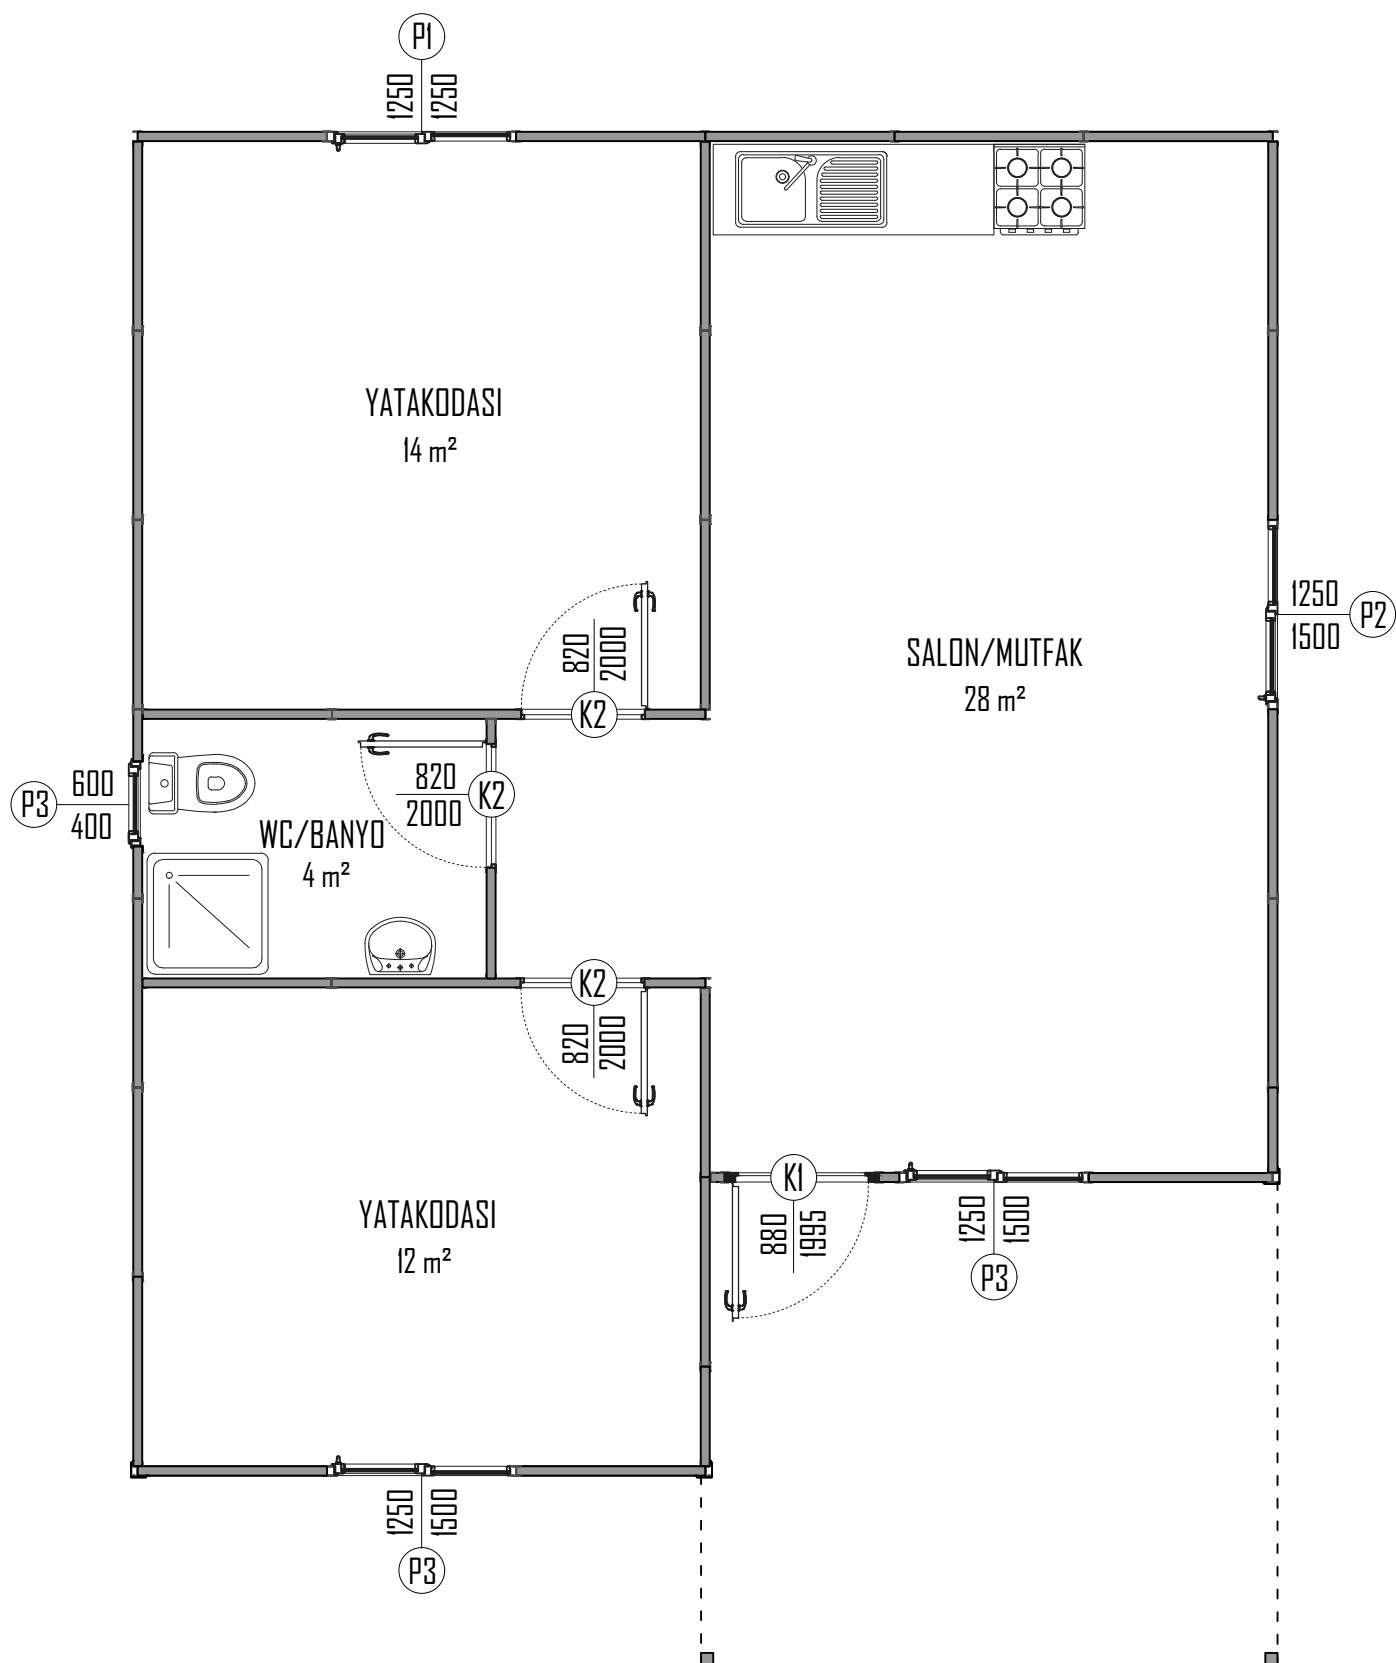 P1
1250
1250
YATAKODASI
14 m²
820
2000
K2
SALON/MUTFAK
28 m²
1250
1500
P2
P3
600
400
820
2000
K2
WC/BANYO
4 m²
K2
820
2000
YATAKODASI
12 m²
K1
880
1995
1250
1500
P3
1250
1500
P3